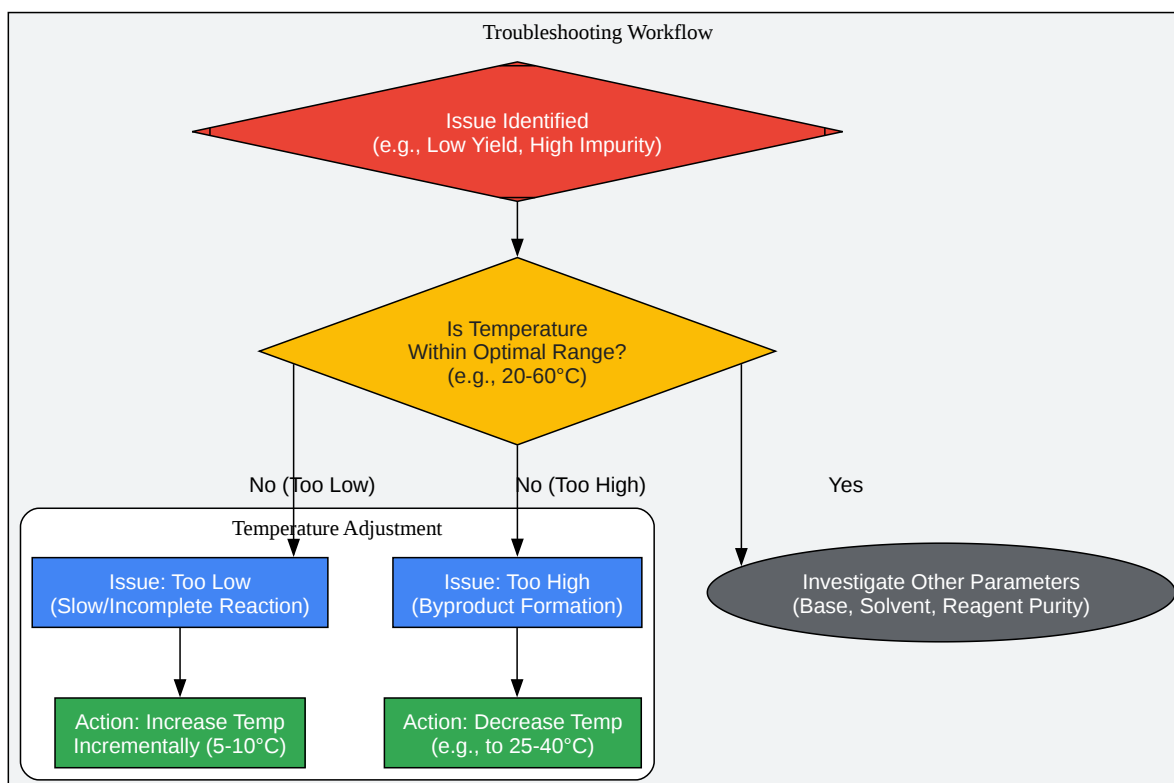 Troubleshooting Workflow
Issue Identified
(e.g., Low Yield, High Impurity)
Is Temperature
Within Optimal Range?
(e.g., 20-60°C)
No (Too Low)
No (Too High)
Yes
Temperature Adjustment
Issue: Too Low
(Slow/Incomplete Reaction)
Issue: Too High
(Byproduct Formation)
Investigate Other Parameters
(Base, Solvent, Reagent Purity)
Action: Increase Temp
Incrementally (5-10°C)
Action: Decrease Temp
(e.g., to 25-40°C)